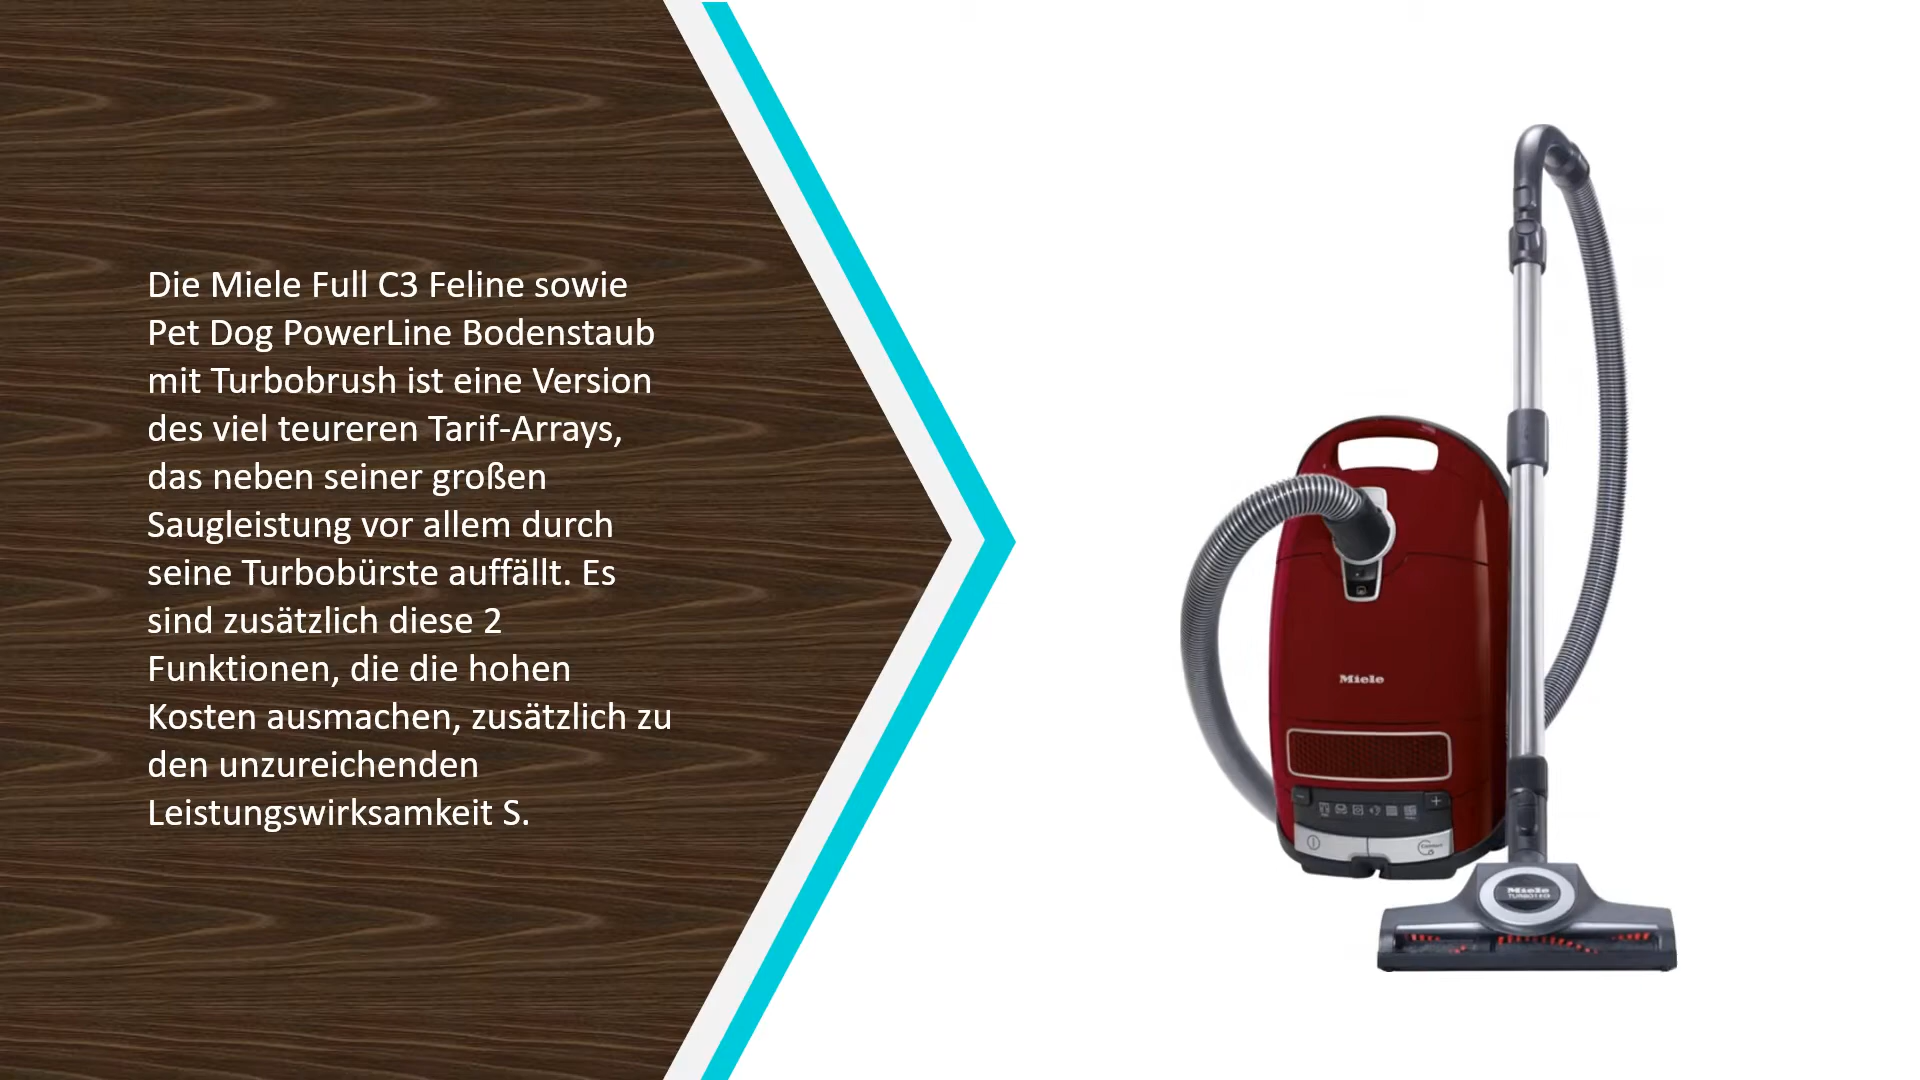 Die Miele Full C3 Feline sowie
Pet Dog PowerLine Bodenstaub
mit Turbobrush ist eine Version
des viel teureren Tarif-Arrays,
das neben seiner großen
Saugleistung vor allem durch
seine Turbobürste auffällt. Es
sind zusätzlich diese 2
Funktionen, die die hohen
Kosten ausmachen, zusätzlich zu
den unzureichenden
Leistungswirksamkeit S.
Miele
Miele